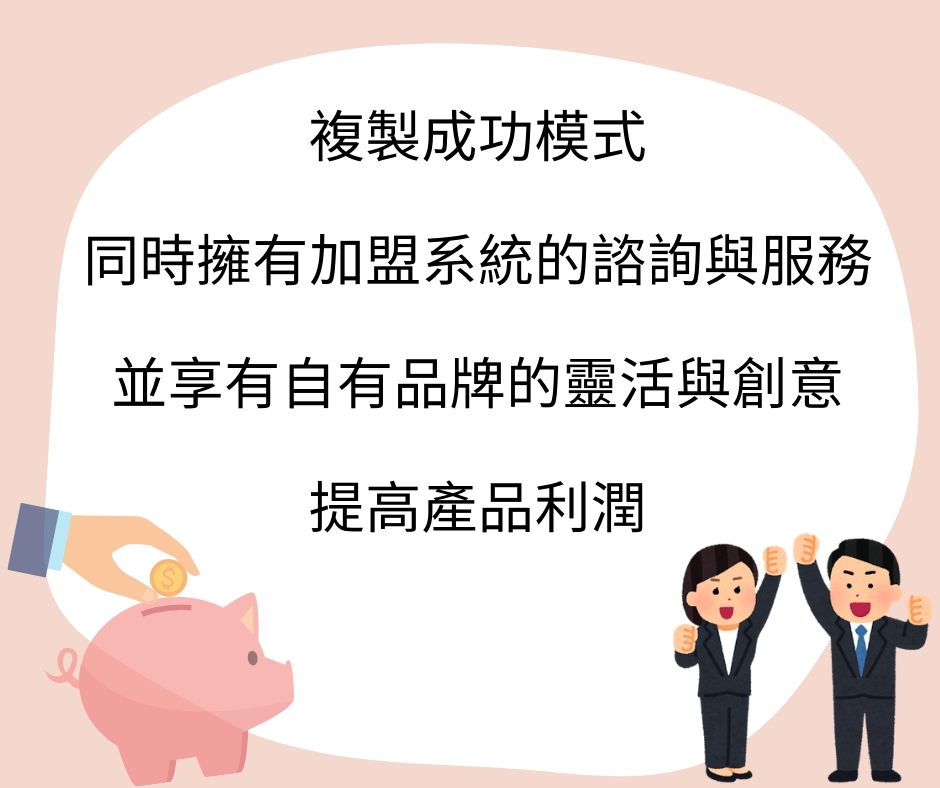 複製成功模式
同時擁有加盟系統的諮詢與服務
並享有自有品牌的靈活與創意
提高產品利潤